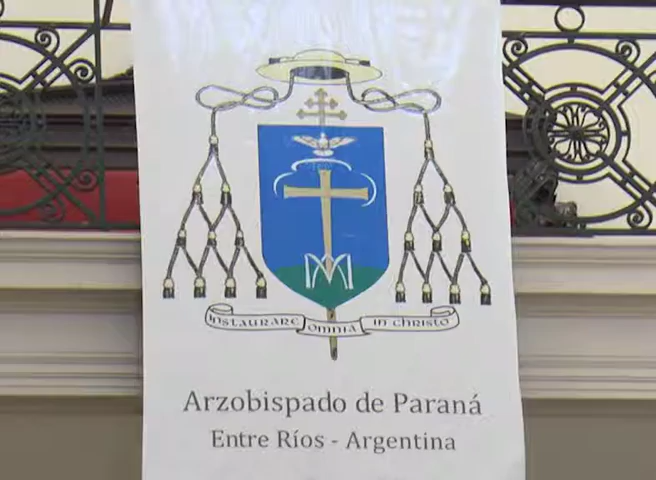 Instaurare omnia in Christo
Arzobispado de Paraná
Entre Ríos - Argentina